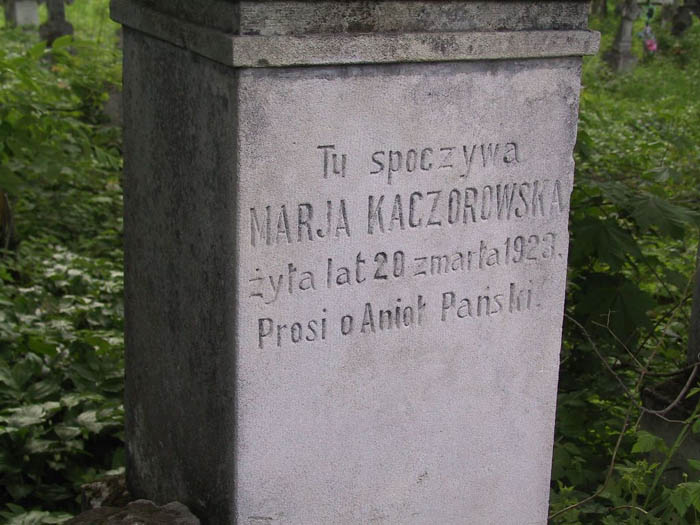 Tu spoczywa
MARJA KACZOROWSKA
żyła lat 20 zmarła 1923.
Prosi o Anioł Pański.